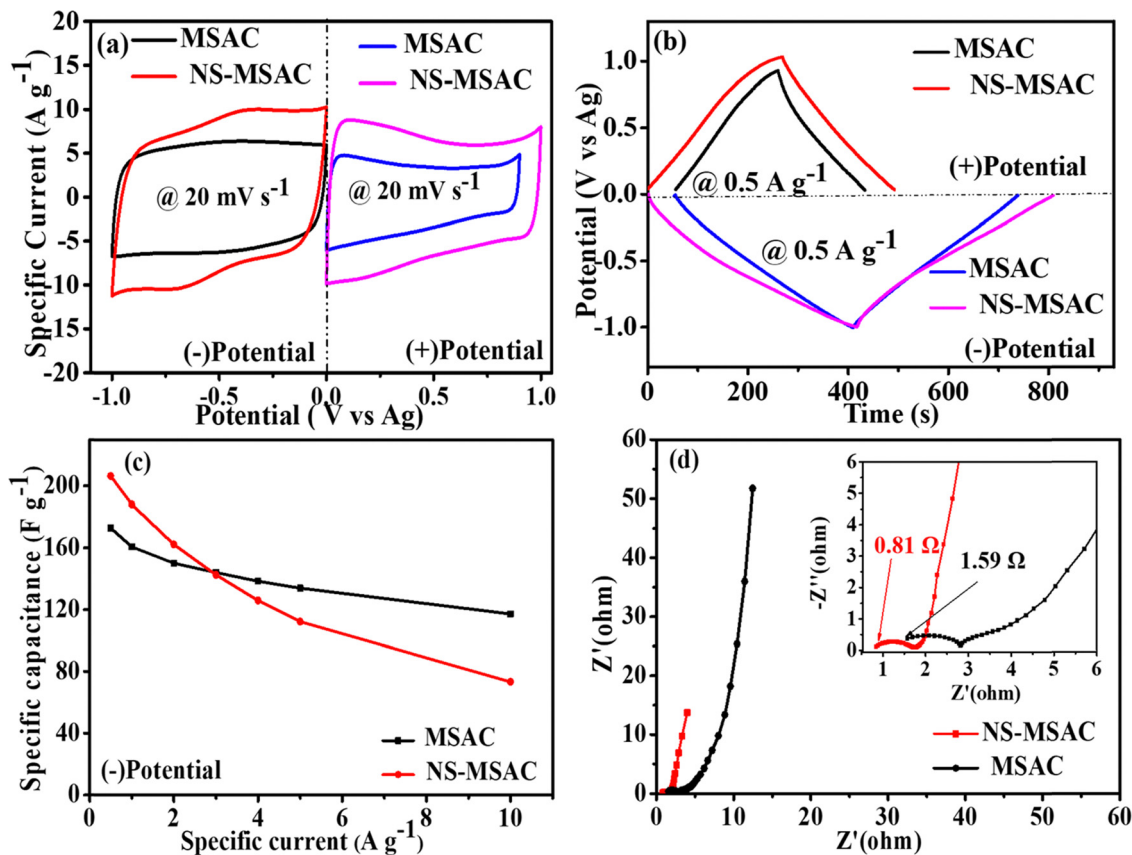 (a)
MSAC
NS-MSAC
MSAC
NS-MSAC
@ 20 mV s-1
@ 20 mV s-1
(-)Potential
(+)Potential
Specific Current (A g-1)
20
15
10
5
0
-5
-10
-15
-20
-1.0
-0.5
0.0
0.5
1.0
Potential ( V vs Ag)
(b)
MSAC
NS-MSAC
@ 0.5 A g-1
(+)Potential
@ 0.5 A g-1
MSAC
NS-MSAC
(-)Potential
Potential (V vs Ag)
1.0
0.5
0.0
-0.5
-1.0
0
200
400
600
800
Time (s)
(c)
Specific capacitance (F g-1)
200
160
120
80
40
0
MSAC
NS-MSAC
(-)Potential
0
2
4
6
8
10
Specific current (A g-1)
(d)
Z'(ohm)
60
50
40
30
20
10
0
0
10
20
30
40
50
60
Z'(ohm)
-Z''(ohm)
6
5
4
3
2
1
0
0.81 Ω
1.59 Ω
1
2
3
4
5
6
Z'(ohm)
NS-MSAC
MSAC